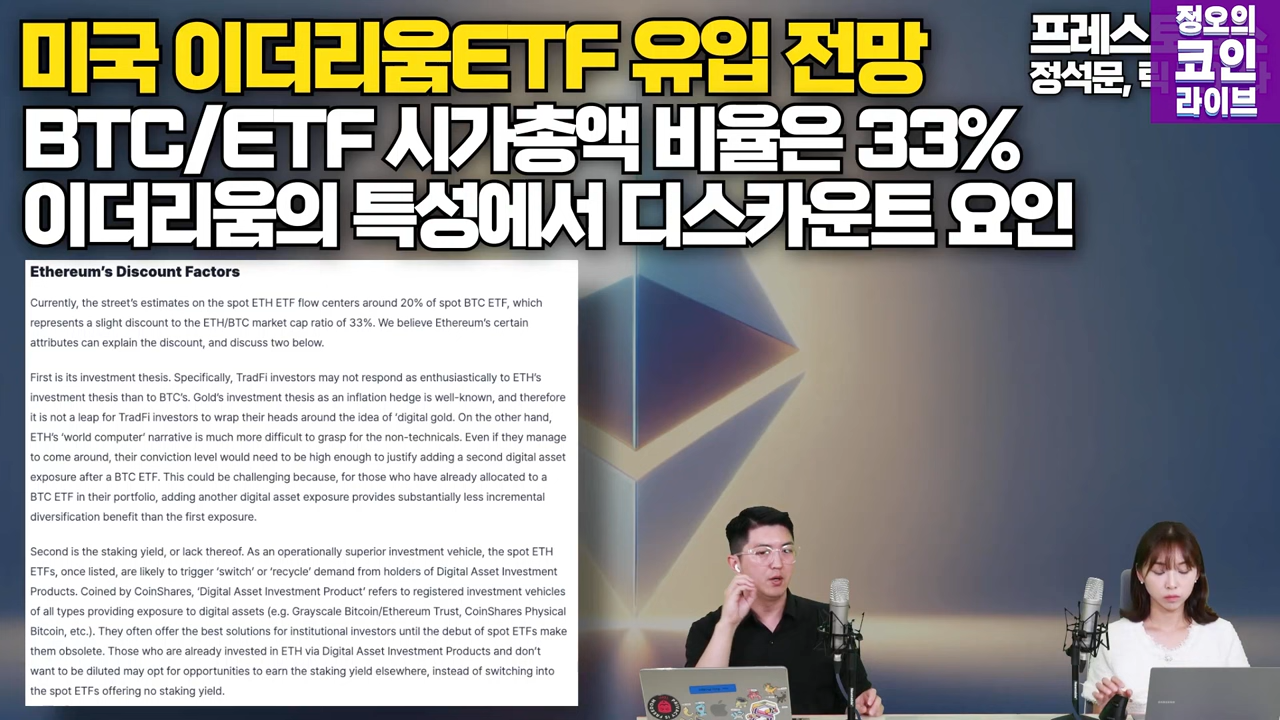 미국 이더리움ETF 유입 전망
BTC/ETF 시가총액 비율은 33%
이더리움의 특성에서 디스카운트 요인
프레스
정석문,
정오의
코인
라이브
Ethereum's Discount Factors
Currently, the street's estimates on the spot ETH ETF flow centers around 20% of spot BTC ETF, which
represents a slight discount to the ETH/BTC market cap ratio of 33%. We believe Ethereum's certain
attributes can explain the discount, and discuss two below.
First is its investment thesis. Specifically, TradFi investors may not respond as enthusiastically to ETH's
investment thesis than to BTC's. Gold's investment thesis as an inflation hedge is well-known, and therefore
it is not a leap for TradFi investors to wrap their heads around the idea of 'digital gold. On the other hand,
ETH's 'world computer' narrative is much more difficult to grasp for the non-technicals. Even if they manage
to come around, their conviction level would need to be high enough to justify adding a second digital asset
exposure after a BTC ETF. This could be challenging because, for those who have already allocated to a
BTC ETF in their portfolio, adding another digital asset exposure provides substantially less incremental
diversification benefit than the first exposure.
Second is the staking yield, or lack thereof. As an operationally superior investment vehicle, the spot ETH
ETFs, once listed, are likely to trigger 'switch' or 'recycle' demand from holders of Digital Asset Investment
Products. Coined by CoinShares, 'Digital Asset Investment Product' refers to registered investment vehicles
of all types providing exposure to digital assets (e.g. Grayscale Bitcoin/Ethereum Trust, CoinShares Physical
Bitcoin, etc.). They often offer the best solutions for institutional investors until the debut of spot ETFs make
them obsolete. Those who are already invested in ETH via Digital Asset Investment Products and don't
want to be diluted may opt for opportunities to earn the staking yield elsewhere, instead of switching into
the spot ETFs offering no staking yield.